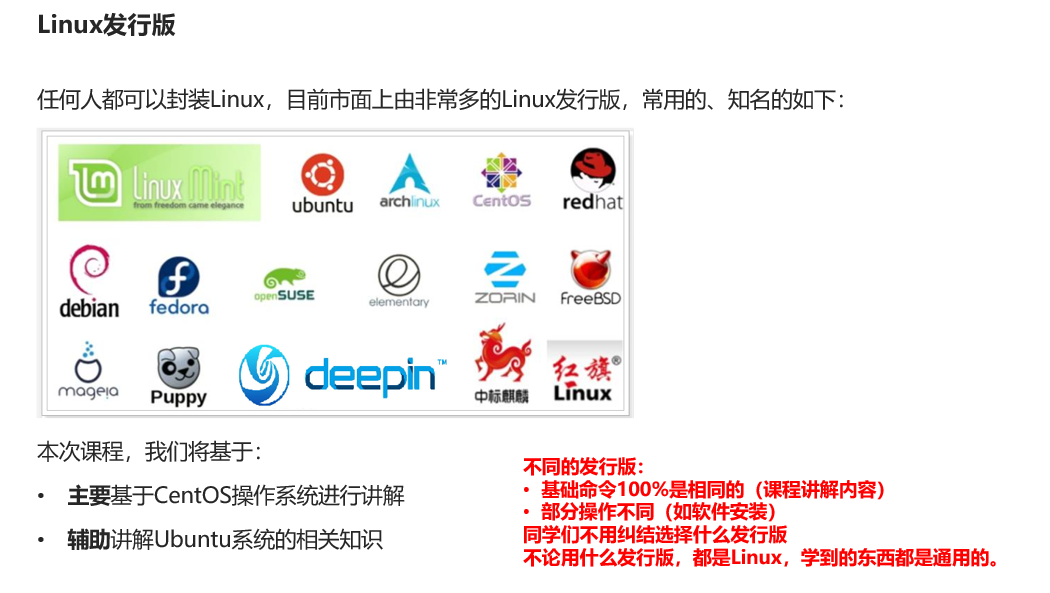 Linux发行版
任何人都可以封装Linux，目前市面上由非常多的Linux发行版，常用的、知名的如下：
Linux Mint
from freedom came elegance
ubuntu
archlinux
CentOS
redhat
debian
fedora
openSUSE
elementary
ZORIN
FreeBSD
mageia
Puppy
deepin™
中标麒麟
红旗®
Linux
本次课程，我们将基于：
• 主要基于CentOS操作系统进行讲解
• 辅助讲解Ubuntu系统的相关知识
不同的发行版：
• 基础命令100%是相同的（课程讲解内容）
• 部分操作不同（如软件安装）
同学们不用纠结选择什么发行版
不论用什么发行版，都是Linux，学到的东西都是通用的。